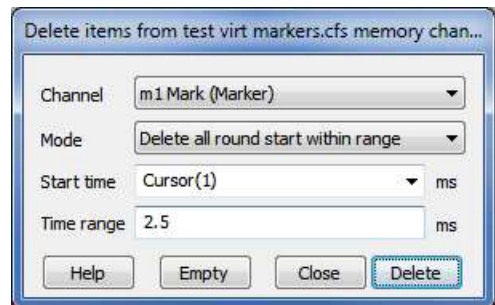 Delete items from test virt markers.cfs memory chan...
Channel m1 Mark (Marker)
Mode Delete all round start within range
Start time Cursor(1) ms
Time range 2.5 ms
Help Empty Close Delete